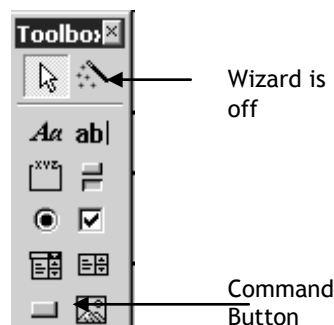 Toolbox
Wizard is
off
Aa ab|
XYZ
Command
Button